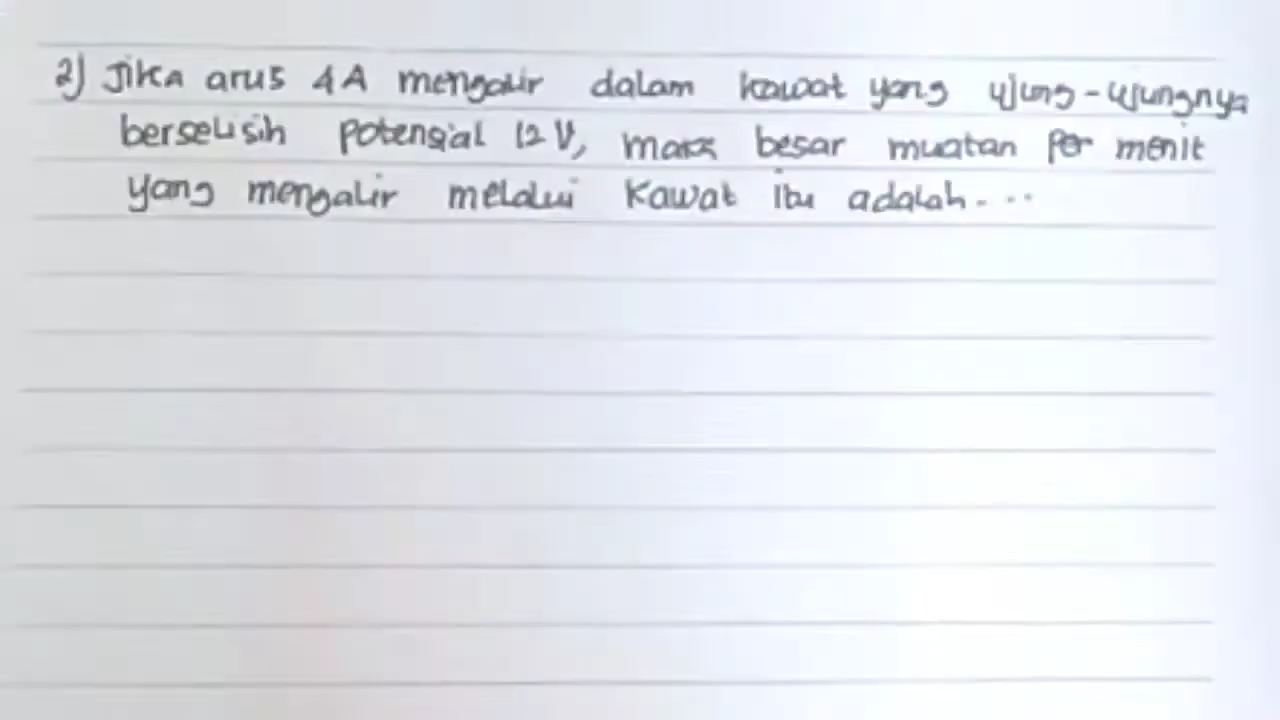 2) Jika arus 4 A mengalir dalam kawat yang ujung-ujungnya
berselisih potensial 12 V, maka besar muatan per menit
yang mengalir melalui kawat itu adalah....